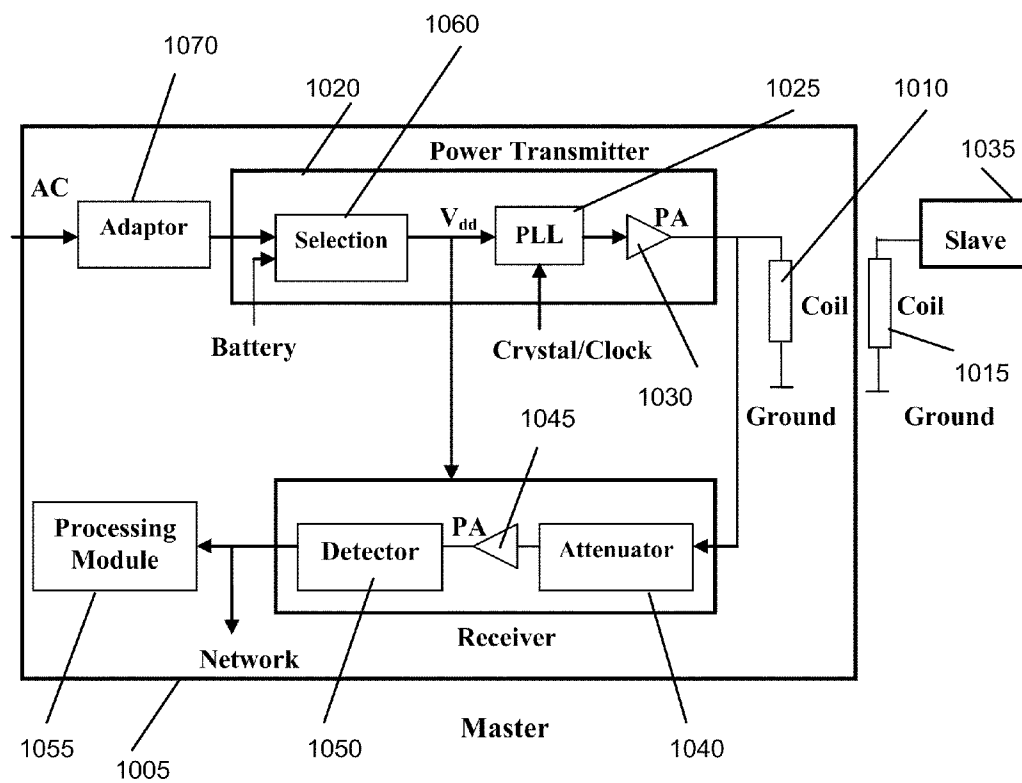 1060
1070
1020
1025
1010
1035
Power Transmitter
AC
Adaptor
Selection
Vdd
PLL
PA
Slave
Coil
Coil
Battery
Crystal/Clock
1030
1015
Ground
Ground
1045
Processing
Module
Detector
PA
Attenuator
Receiver
Network
Master
1055
1005
1050
1040